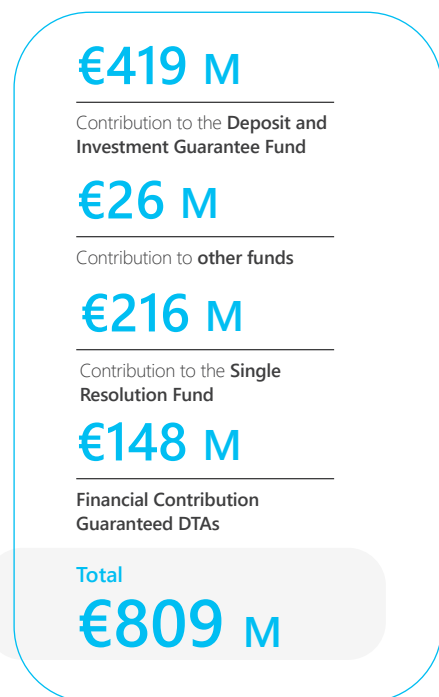 €419 M
Contribution to the Deposit and
Investment Guarantee Fund
€26 M
Contribution to other funds
€216 M
Contribution to the Single
Resolution Fund
€148 M
Financial Contribution
Guaranteed DTAs
Total
€809 M